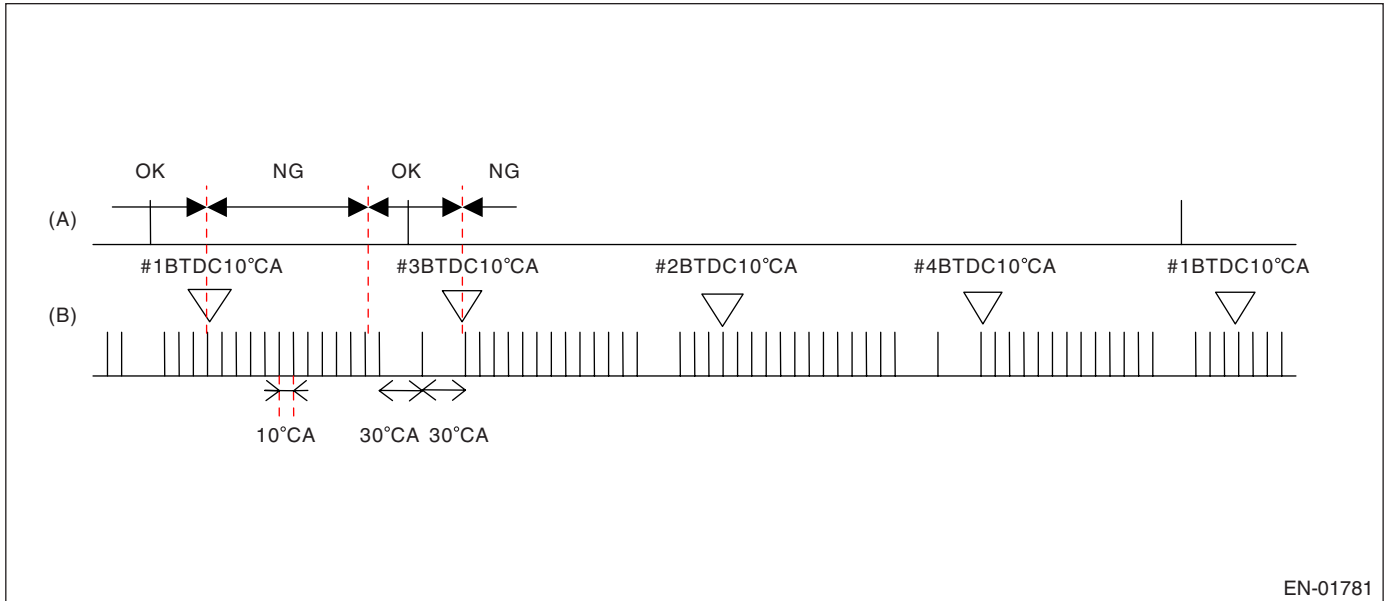 OK NG OK NG
(A)
#1BTDC10°CA #3BTDC10°CA #2BTDC10°CA #4BTDC10°CA #1BTDC10°CA
(B)
10°CA 30°CA 30°CA
EN-01781